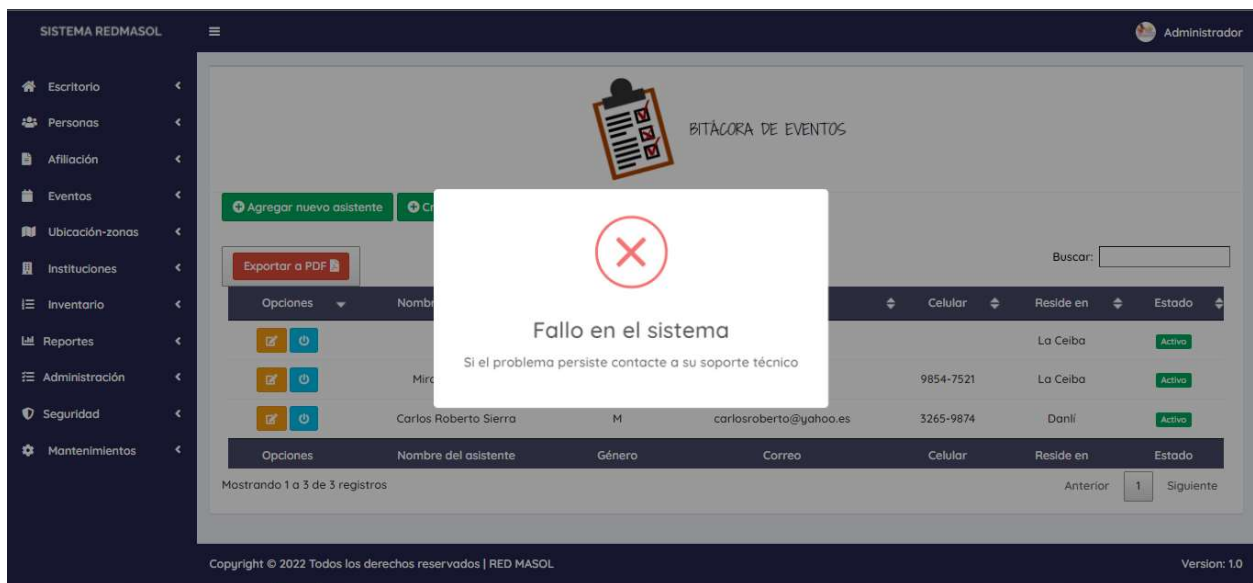 SISTEMA REDMASOL
Administrador
Escritorio
Personas
Afiliación
Eventos
Ubicación-zonas
Instituciones
Inventario
Reportes
Administración
Seguridad
Mantenimientos
BITÀCORA DE EVENTOS
Agregar nuevo asistente
Exportar a PDF
Buscar:
Opciones Celular Reside en Estado
La Ceiba Activo
9854-7521 La Ceiba Activo
Carlos Roberto Sierra M carlosroberto@yahoo.es 3265-9874 Danlí Activo
Opciones Nombre del asistente Género Correo Celular Reside en Estado
Mostrando 1 a 3 de 3 registros
Anterior 1 Siguiente
Fallo en el sistema
Si el problema persiste contacte a su soporte técnico
Copyright © 2022 Todos los derechos reservados | RED MASOL
Version: 1.0